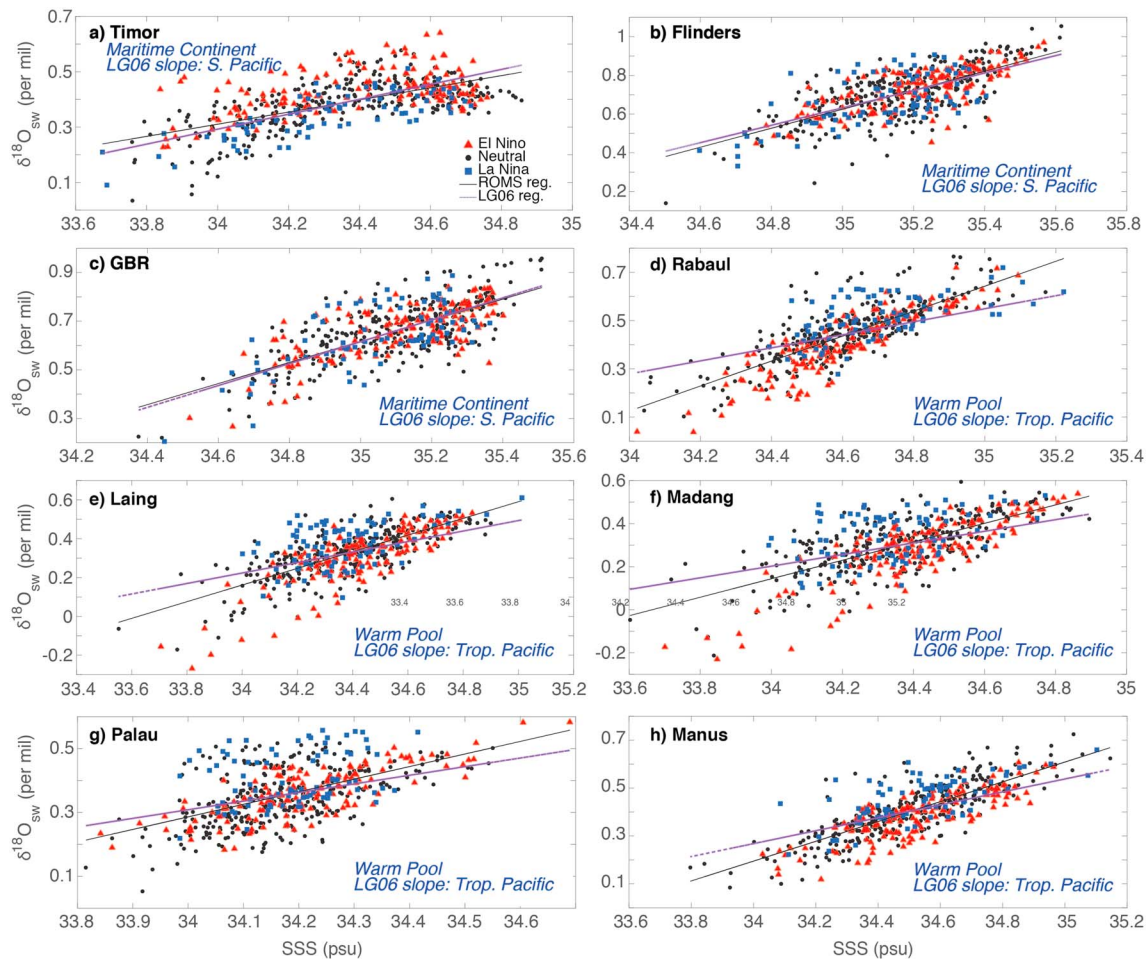 a) Timor
Maritime Continent
LG06 slope: S. Pacific
El Nino
Neutral
La Nina
ROMS reg.
LG06 reg.
0.7
0.5
0.3
0.1
δ18Osw (per mil)
33.6 33.8 34 34.2 34.4 34.6 34.8 35
b) Flinders
Maritime Continent
LG06 slope: S. Pacific
1
0.8
0.6
0.4
0.2
34.4 34.6 34.8 35 35.2 35.4 35.6 35.8
c) GBR
Maritime Continent
LG06 slope: S. Pacific
0.9
0.7
0.5
0.3
δ18Osw (per mil)
34.2 34.4 34.6 34.8 35 35.2 35.4 35.6
d) Rabaul
Warm Pool
LG06 slope: Trop. Pacific
0.7
0.5
0.3
0.1
34 34.2 34.4 34.6 34.8 35 35.2 35.4
e) Laing
Warm Pool
LG06 slope: Trop. Pacific
0.6
0.4
0.2
0
-0.2
δ18Osw (per mil)
33.4 33.6 33.8 34 34.2 34.4 34.6 34.8 35 35.2
33.4 33.6 33.8 34 34.2 34.4 34.6 34.8 35 35.2
f) Madang
Warm Pool
LG06 slope: Trop. Pacific
0.6
0.4
0.2
0
-0.2
33.6 33.8 34 34.2 34.4 34.6 34.8 35
g) Palau
Warm Pool
LG06 slope: Trop. Pacific
0.5
0.3
0.1
δ18Osw (per mil)
33.9 34 34.1 34.2 34.3 34.4 34.5 34.6
SSS (psu)
h) Manus
Warm Pool
LG06 slope: Trop. Pacific
0.7
0.5
0.3
0.1
33.8 34 34.2 34.4 34.6 34.8 35 35.2
SSS (psu)